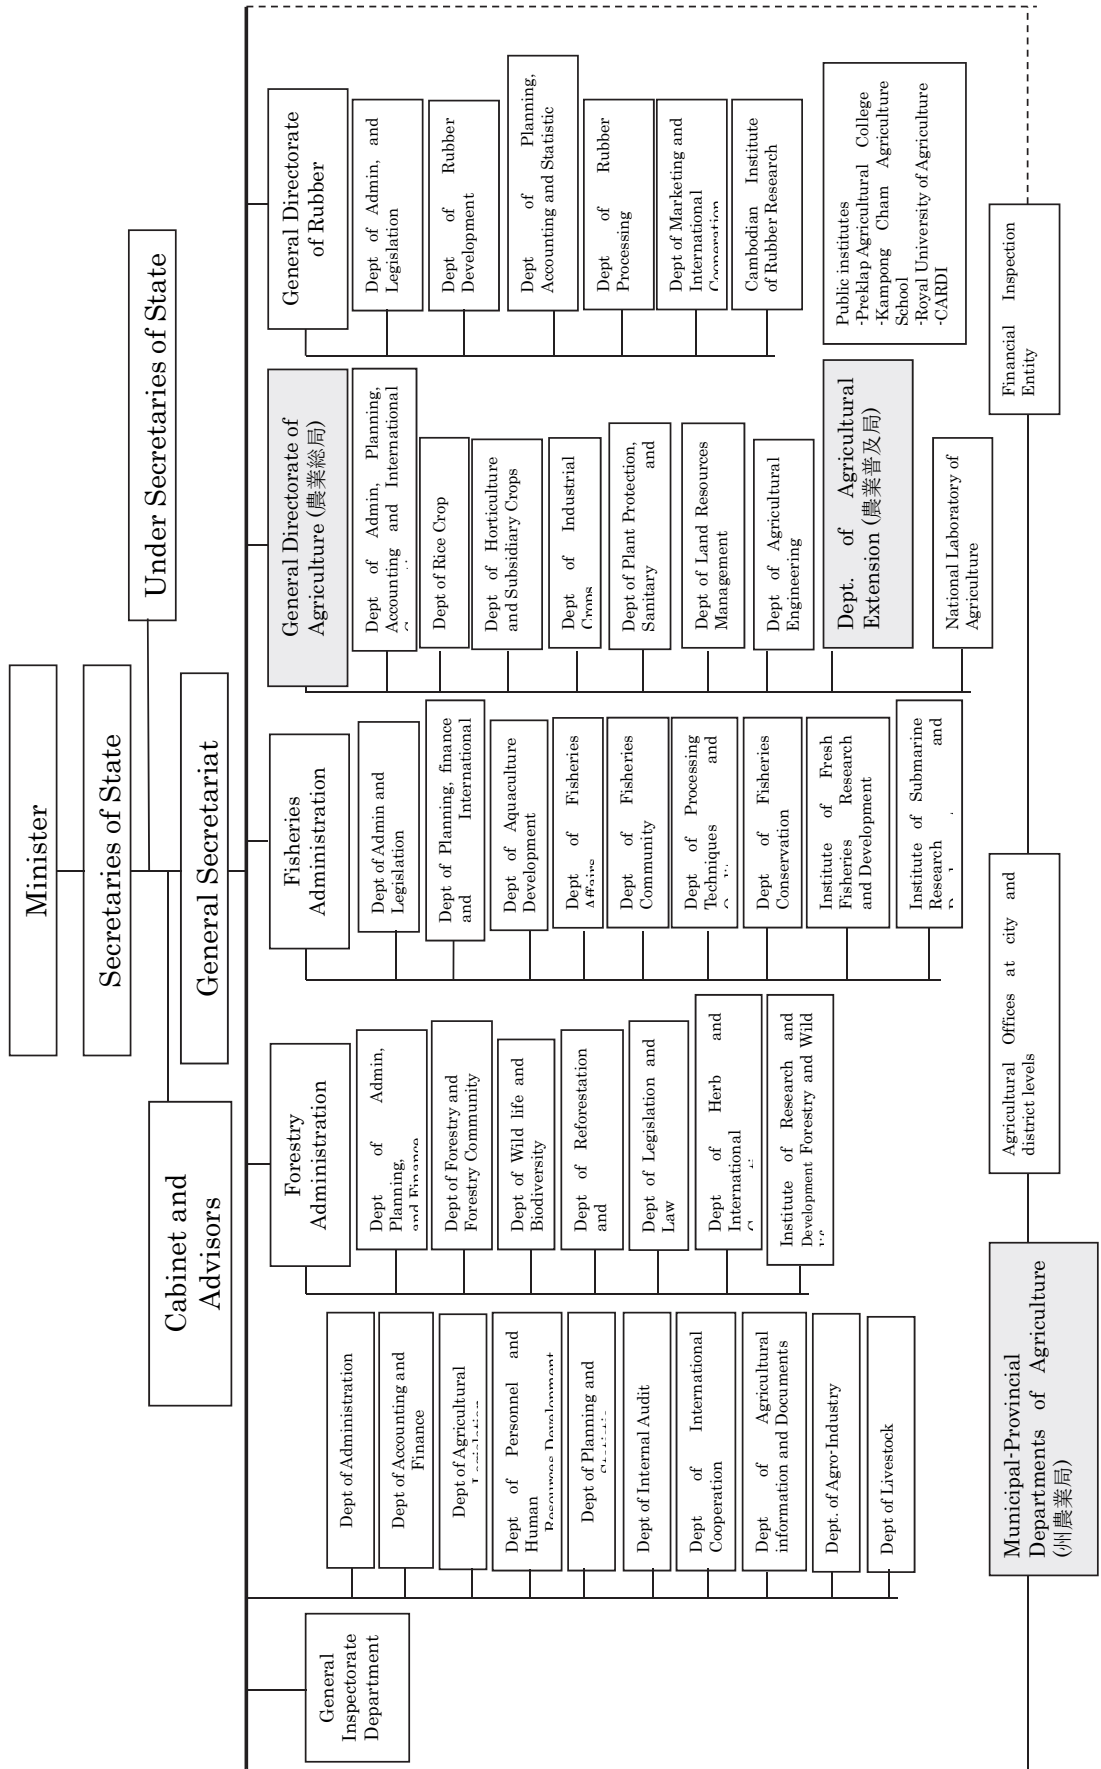 Minister
Secretaries of State
Under Secretaries of State
Cabinet and
Advisors
General Secretariat
General
Inspectorate
Department
Dept of Administration
Dept of Accounting and
Finance
Dept of Agricultural
Legislation
Dept of Personnel and
Human
Resources Development
Dept of Planning and
Dept of Internal Audit
Dept of International
Cooperation
Dept of Agricultural
information and Documents
Dept. of Agro-Industry
Dept of Livestock
Forestry
Administration
Dept of Admin,
Planning,
and Finance
Dept of Forestry and
Forestry Community
Dept of Wild life and
Biodiversity
Dept of Reforestation
and
Dept of Legislation and
Law
Dept of Herb and
International
Institute of Research and
Development Forestry and Wild
Fisheries
Administration
Dept of Admin and
Legislation
Dept of Planning, finance
and International
Dept of Aquaculture
Development
Dept of Fisheries
Affairs
Dept of Fisheries
Community
Dept of Processing
Techniques and
Dept of Fisheries
Conservation
Institute of Fresh
Fisheries Research
and Development
Institute of Submarine
Research and
General Directorate of
Agriculture (農業総局)
Dept of Admin, Planning,
Accounting and International
Dept of Rice Crop
Dept of Horticulture
and Subsidiary Crops
Dept of Industrial
Crops
Dept of Plant Protection,
Sanitary and
Dept of Land Resources
Management
Dept of Agricultural
Engineering
Dept. of Agricultural
Extension (農業普及局)
National Laboratory of
Agriculture
General Directorate
of Rubber
Dept of Admin, and
Legislation
Dept of Rubber
Development
Dept of Planning,
Accounting and Statistic
Dept of Rubber
Processing
Dept of Marketing and
International
Cooperation
Cambodian Institute
of Rubber Research
Public institutes
-Preklap Agricultural College
-Kampong Cham Agriculture
School
-Royal University of Agriculture
-CARDI
Municipal-Provincial
Departments of Agriculture
(州農業局)
Agricultural Offices at city and
district levels
Financial Inspection
Entity